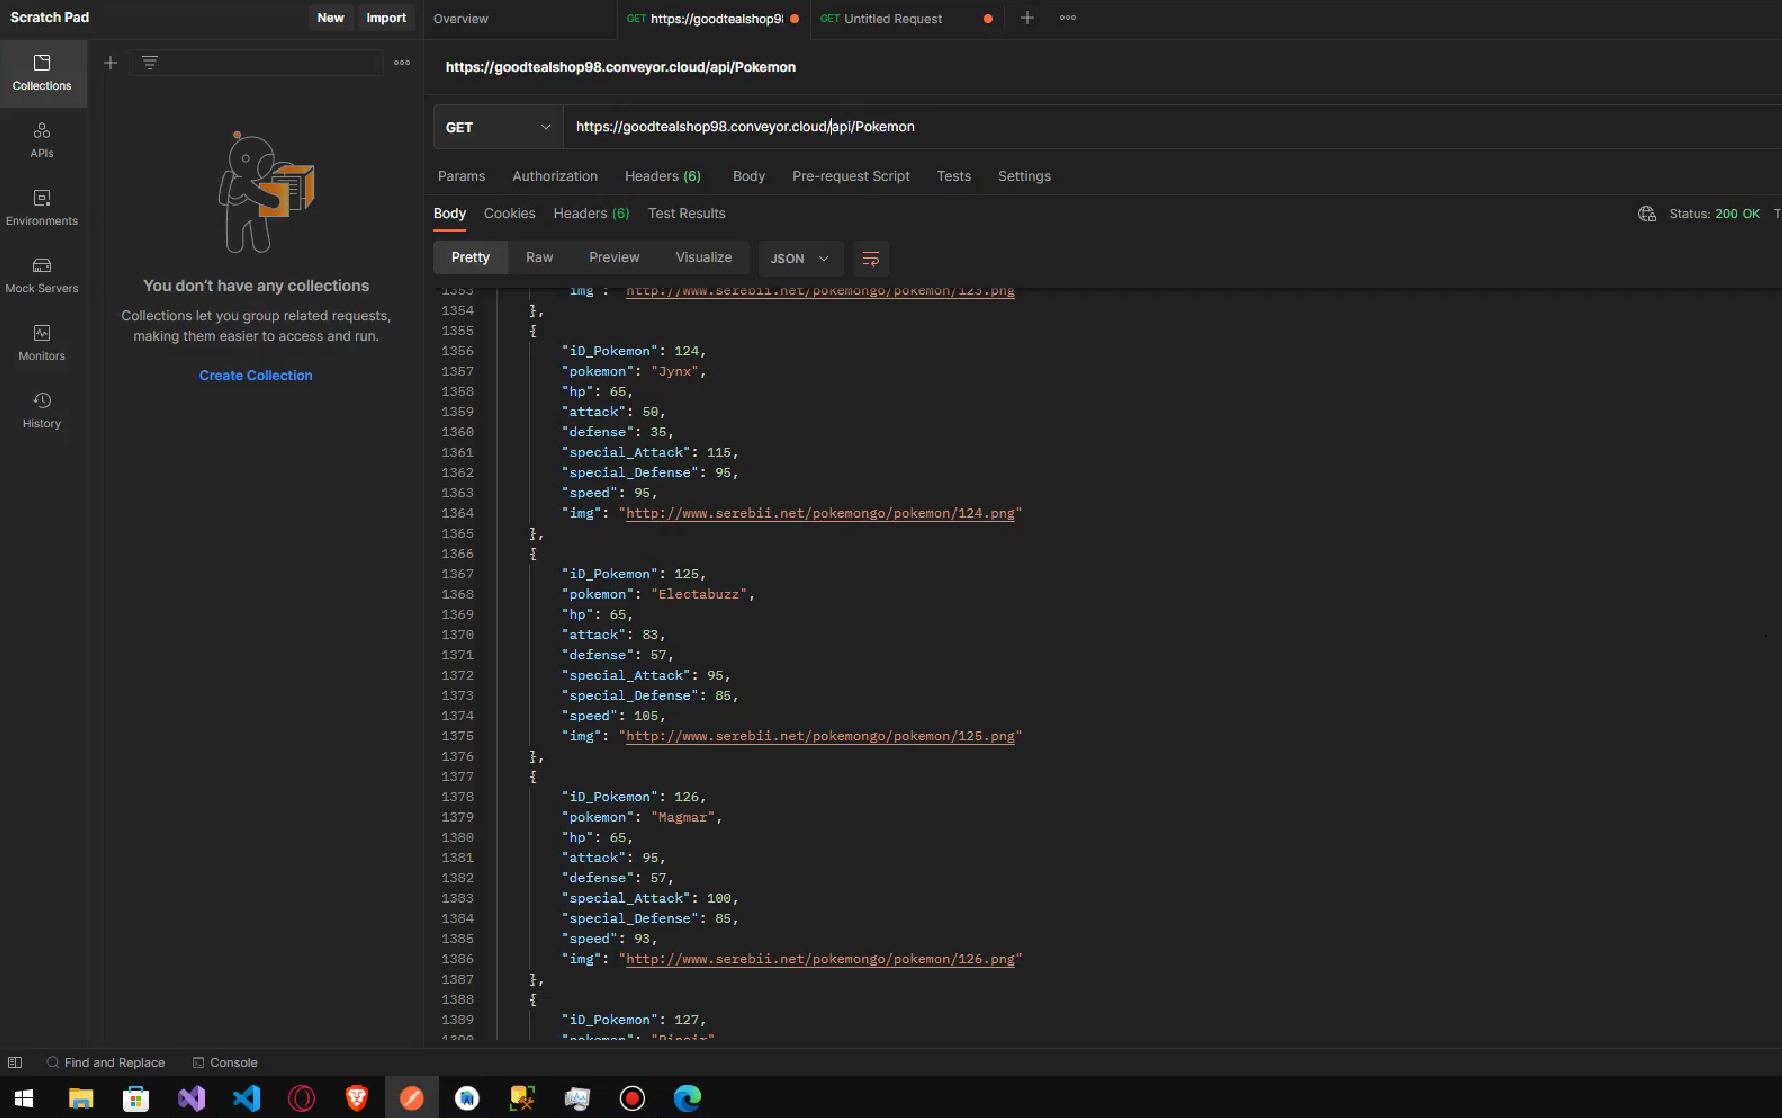 Scratch Pad
New
Import
Overview
GET https://goodtealshop98
GET Untitled Request
Collections
APIs
Environments
Mock Servers
Monitors
History
You don't have any collections
Collections let you group related requests,
making them easier to access and run.
Create Collection
https://goodtealshop98.conveyor.cloud/api/Pokemon
GET
https://goodtealshop98.conveyor.cloud/api/Pokemon
Params Authorization Headers (6) Body Pre-request Script Tests Settings
Body Cookies Headers (6) Test Results
Status: 200 OK
Pretty Raw Preview Visualize JSON
1353 "img": "http://www.serebii.net/pokemongo/pokemon/123.png"
1354 },
1355 {
1356 "iD_Pokemon": 124,
1357 "pokemon": "Jynx",
1358 "hp": 65,
1359 "attack": 50,
1360 "defense": 35,
1361 "special_Attack": 115,
1362 "special_Defense": 95,
1363 "speed": 95,
1364 "img": "http://www.serebii.net/pokemongo/pokemon/124.png"
1365 },
1366 {
1367 "iD_Pokemon": 125,
1368 "pokemon": "Electabuzz",
1369 "hp": 65,
1370 "attack": 83,
1371 "defense": 57,
1372 "special_Attack": 95,
1373 "special_Defense": 85,
1374 "speed": 105,
1375 "img": "http://www.serebii.net/pokemongo/pokemon/125.png"
1376 },
1377 {
1378 "iD_Pokemon": 126,
1379 "pokemon": "Magmar",
1380 "hp": 65,
1381 "attack": 95,
1382 "defense": 57,
1383 "special_Attack": 100,
1384 "special_Defense": 85,
1385 "speed": 93,
1386 "img": "http://www.serebii.net/pokemongo/pokemon/126.png"
1387 },
1388 {
1389 "iD_Pokemon": 127,
1390 "pokemon": "Pinsir"
Find and Replace
Console